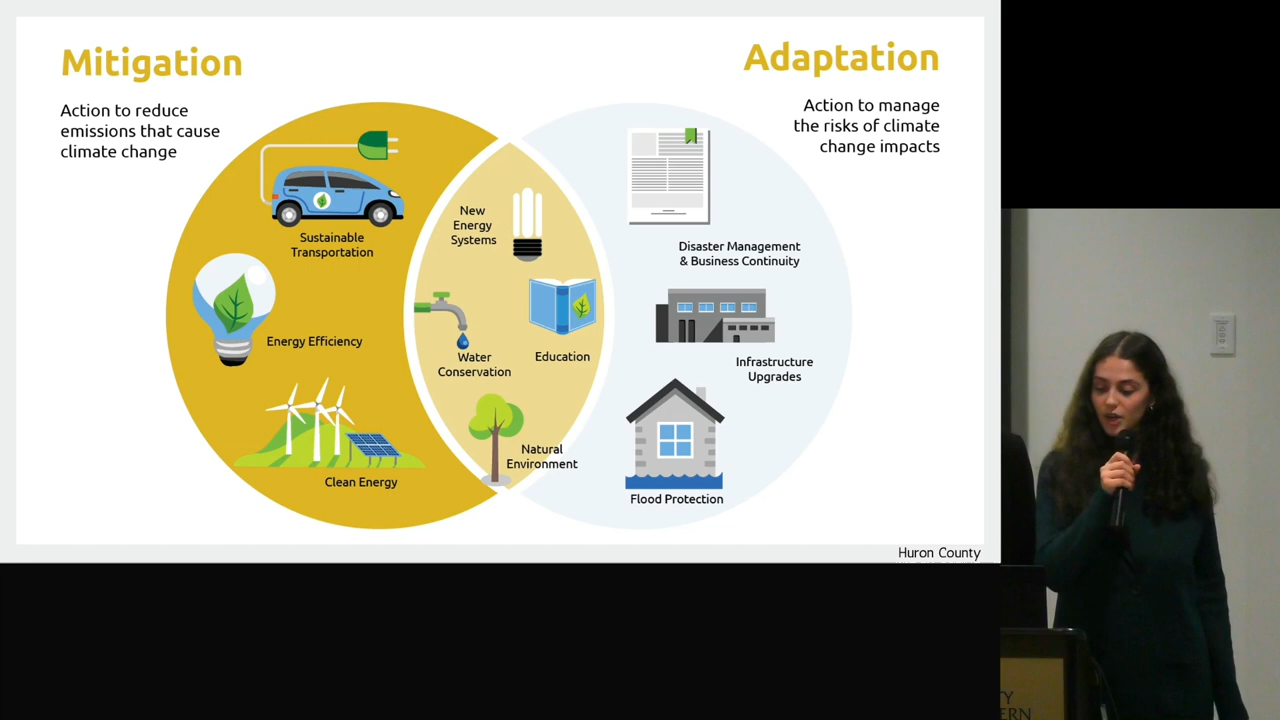 Mitigation
Action to reduce
emissions that cause
climate change
Adaptation
Action to manage
the risks of climate
change impacts
Sustainable
Transportation
Energy Efficiency
Clean Energy
New
Energy
Systems
Water
Conservation
Education
Natural
Environment
Disaster Management
& Business Continuity
Infrastructure
Upgrades
Flood Protection
Huron County